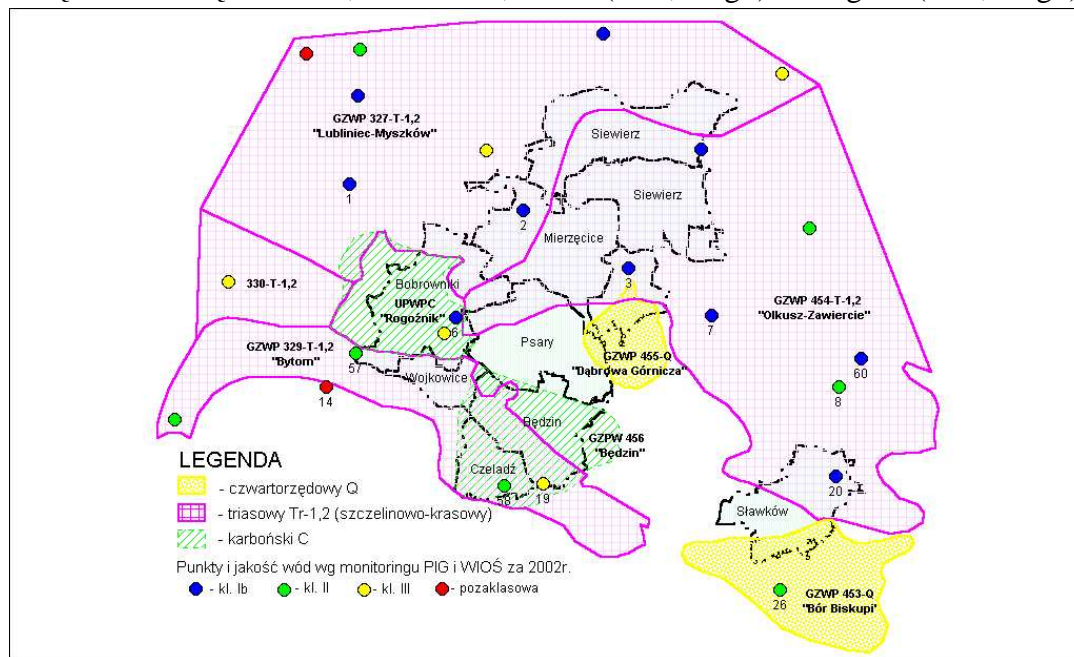 GZWP 327-T-1,2
"Lubliniec-Myszków"
Siewierz
Siewierz
1
2
Mierzęcice
3
330-T-1,2
Bobrowniki
UPWPC
"Rogoźnik"
6
7
GZWP 454-T-1,2
"Olkusz-Zawiercie"
Psary
GZWP 455-Q
"Dąbrowa Górnicza"
GZWP 329-T-1,2
"Bytom"
57
Wojkowice
14
60
8
Będzin
GZPW 456
"Będzin"
Czeladź
58
19
20
Sławków
LEGENDA
- czwartorzędowy Q
- triasowy Tr-1,2 (szczelinowo-krasowy)
- karboński C
Punkty i jakość wód wg monitoringu PIG i WIOŚ za 2002r.
- kl. Ib - kl. II - kl. III - pozaklasowa
26
GZWP 453-Q
"Bór Biskupi"